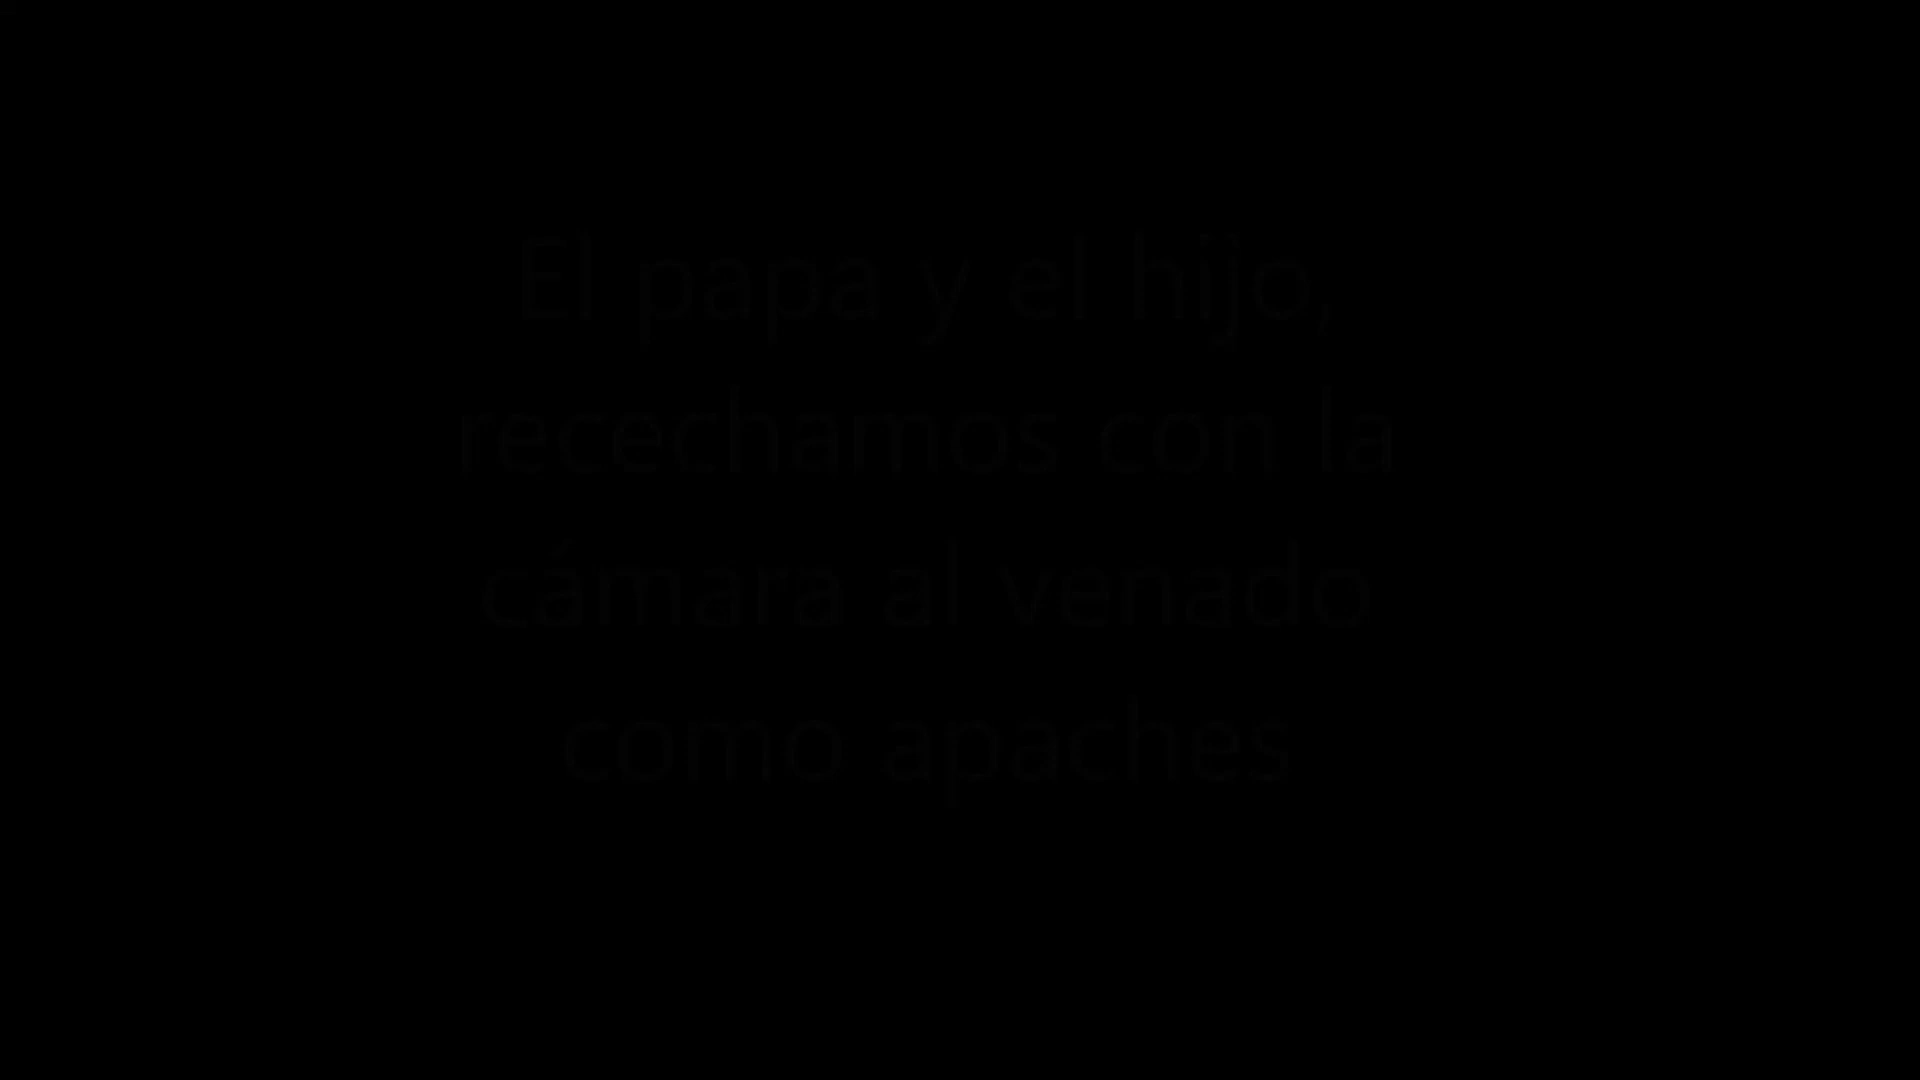 El papa y el hijo,
recechamos con la
cámara al venado
como apaches